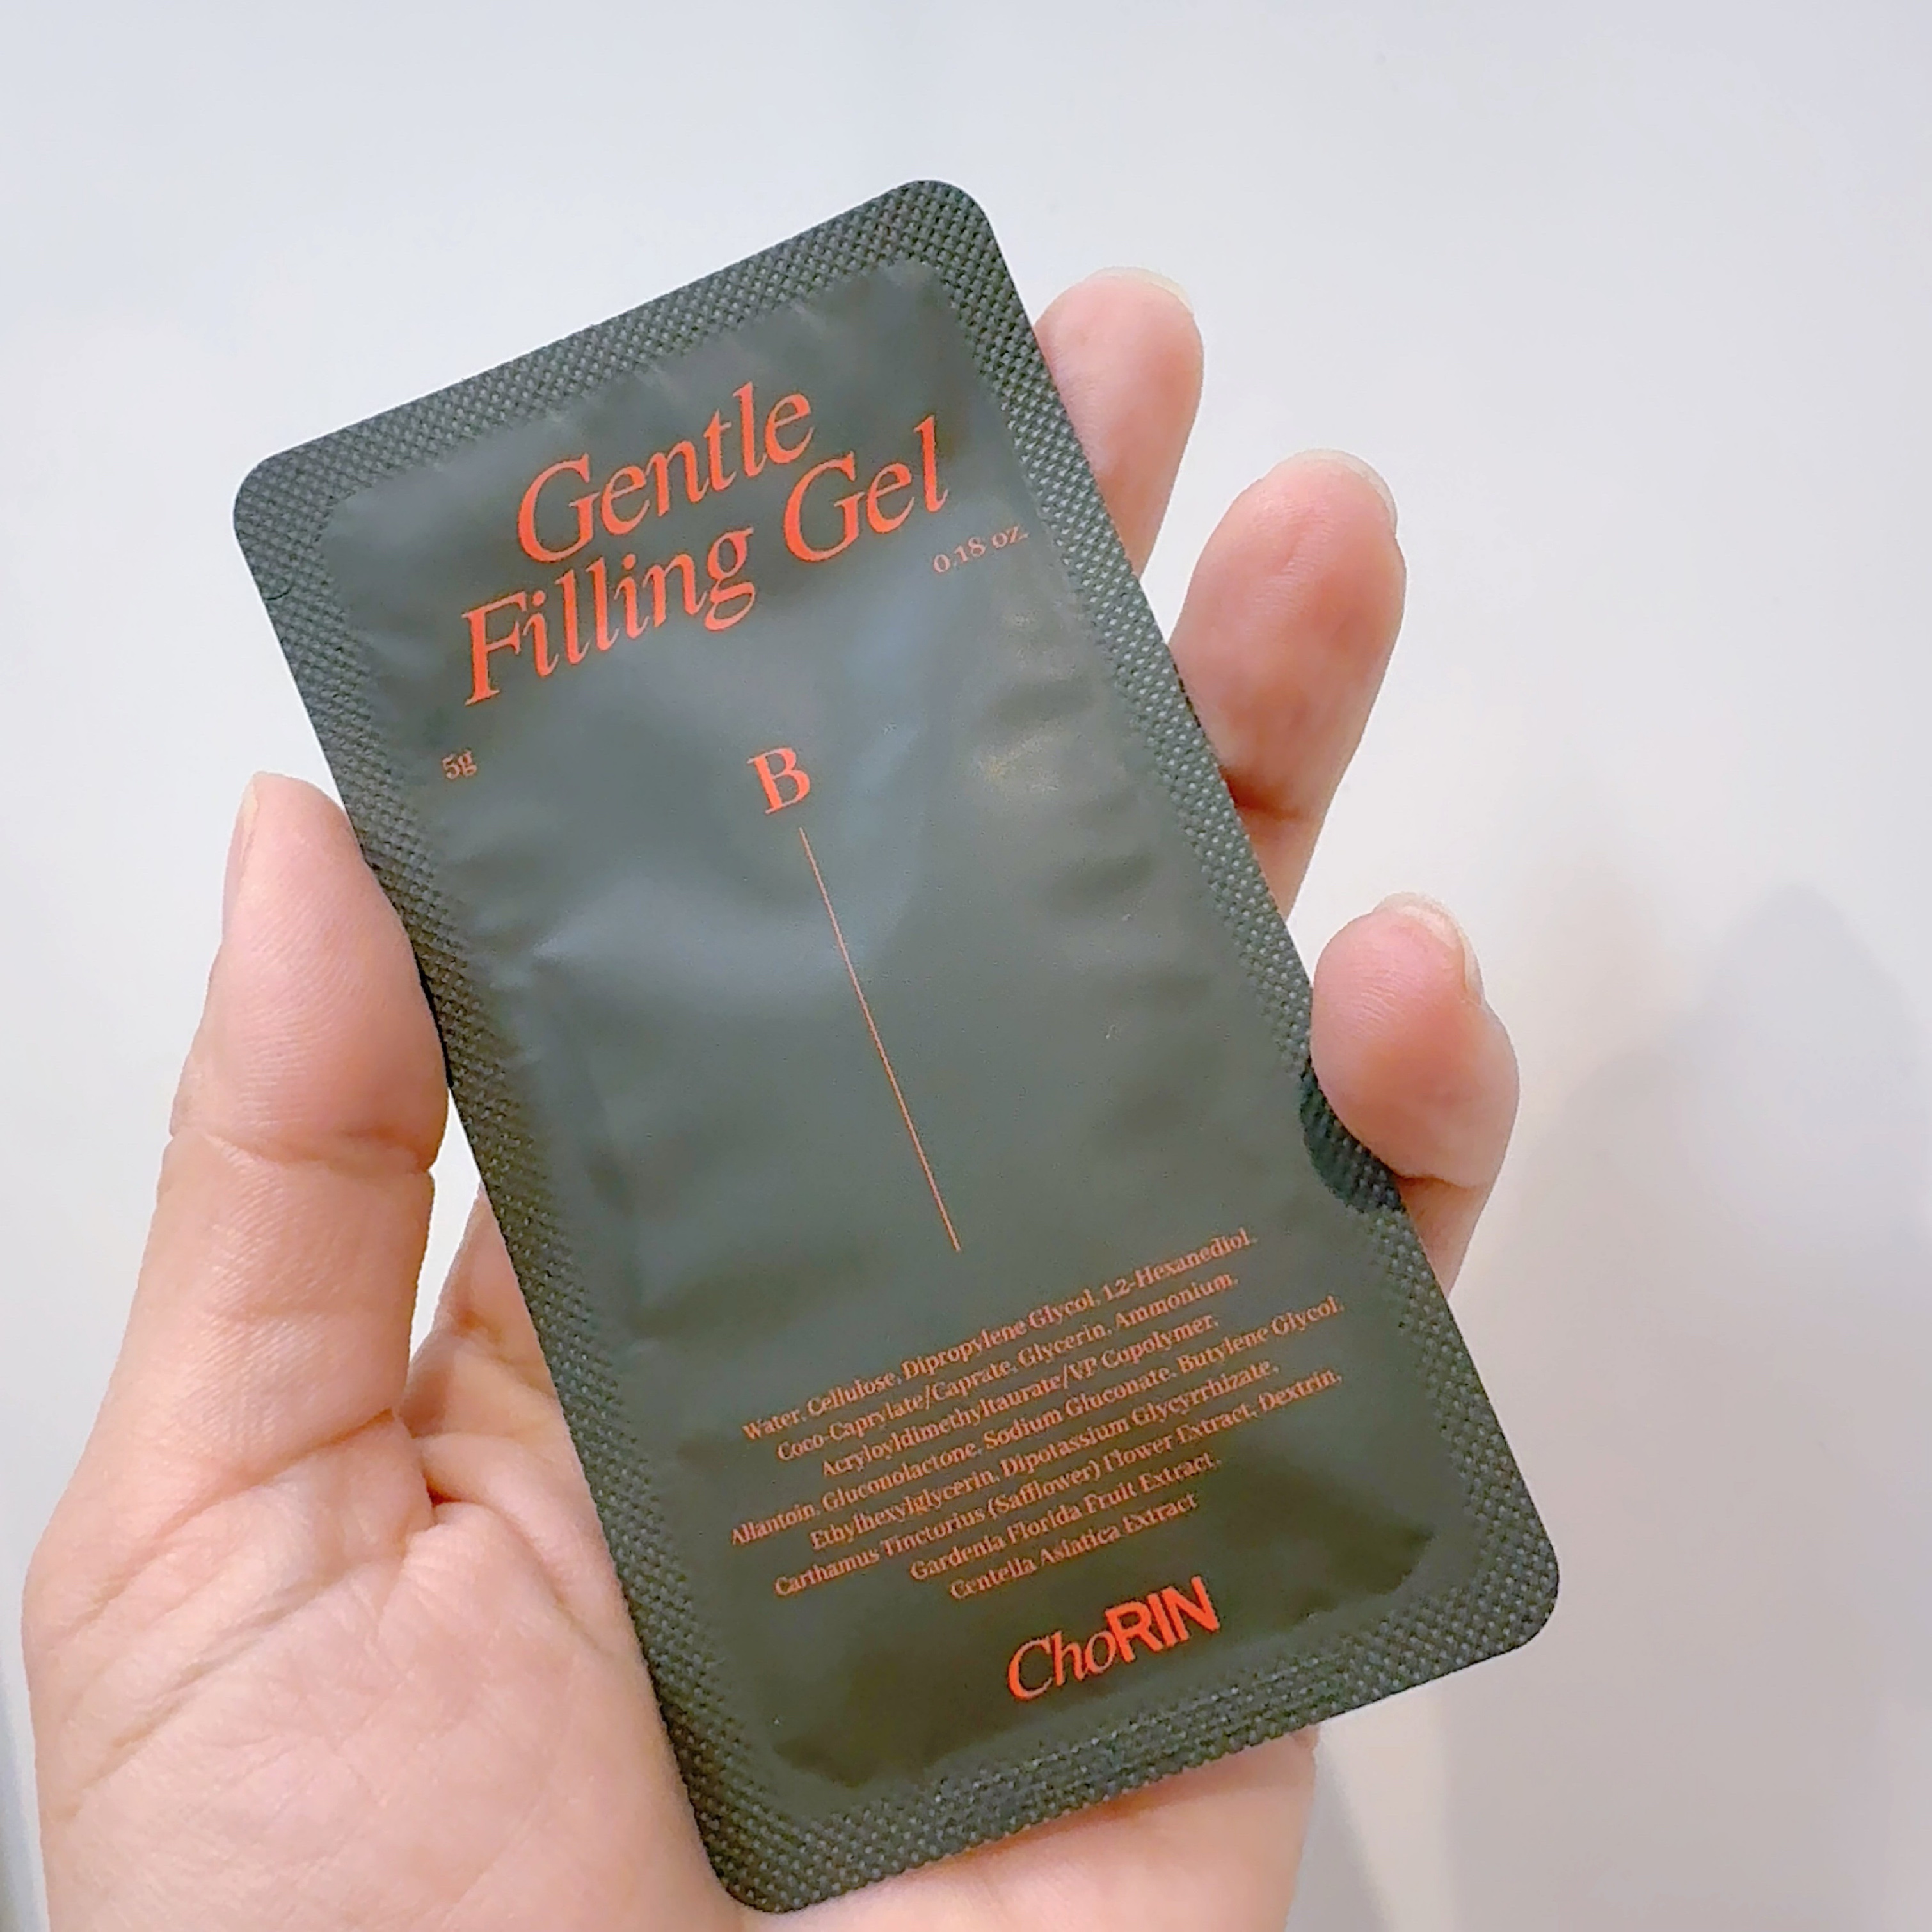 Gentle
Filling Gel
0.18 oz.
5g
B
Water, Cellulose, Dipropylene Glycol, 1,2-Hexanediol,
Coco-Caprylate/Caprate, Glycerin, Ammonium,
Acryloyldimethyltaurate/VP Copolymer,
Allantoin, Gluconolactone, Sodium Gluconate, Butylene Glycol,
Ethylhexylglycerin, Dipotassium Glycyrrhizate,
Carthamus Tinctorius (Safflower) Flower Extract, Dextrin,
Gardenia Florida Fruit Extract,
Centella Asiatica Extract
ChoRIN